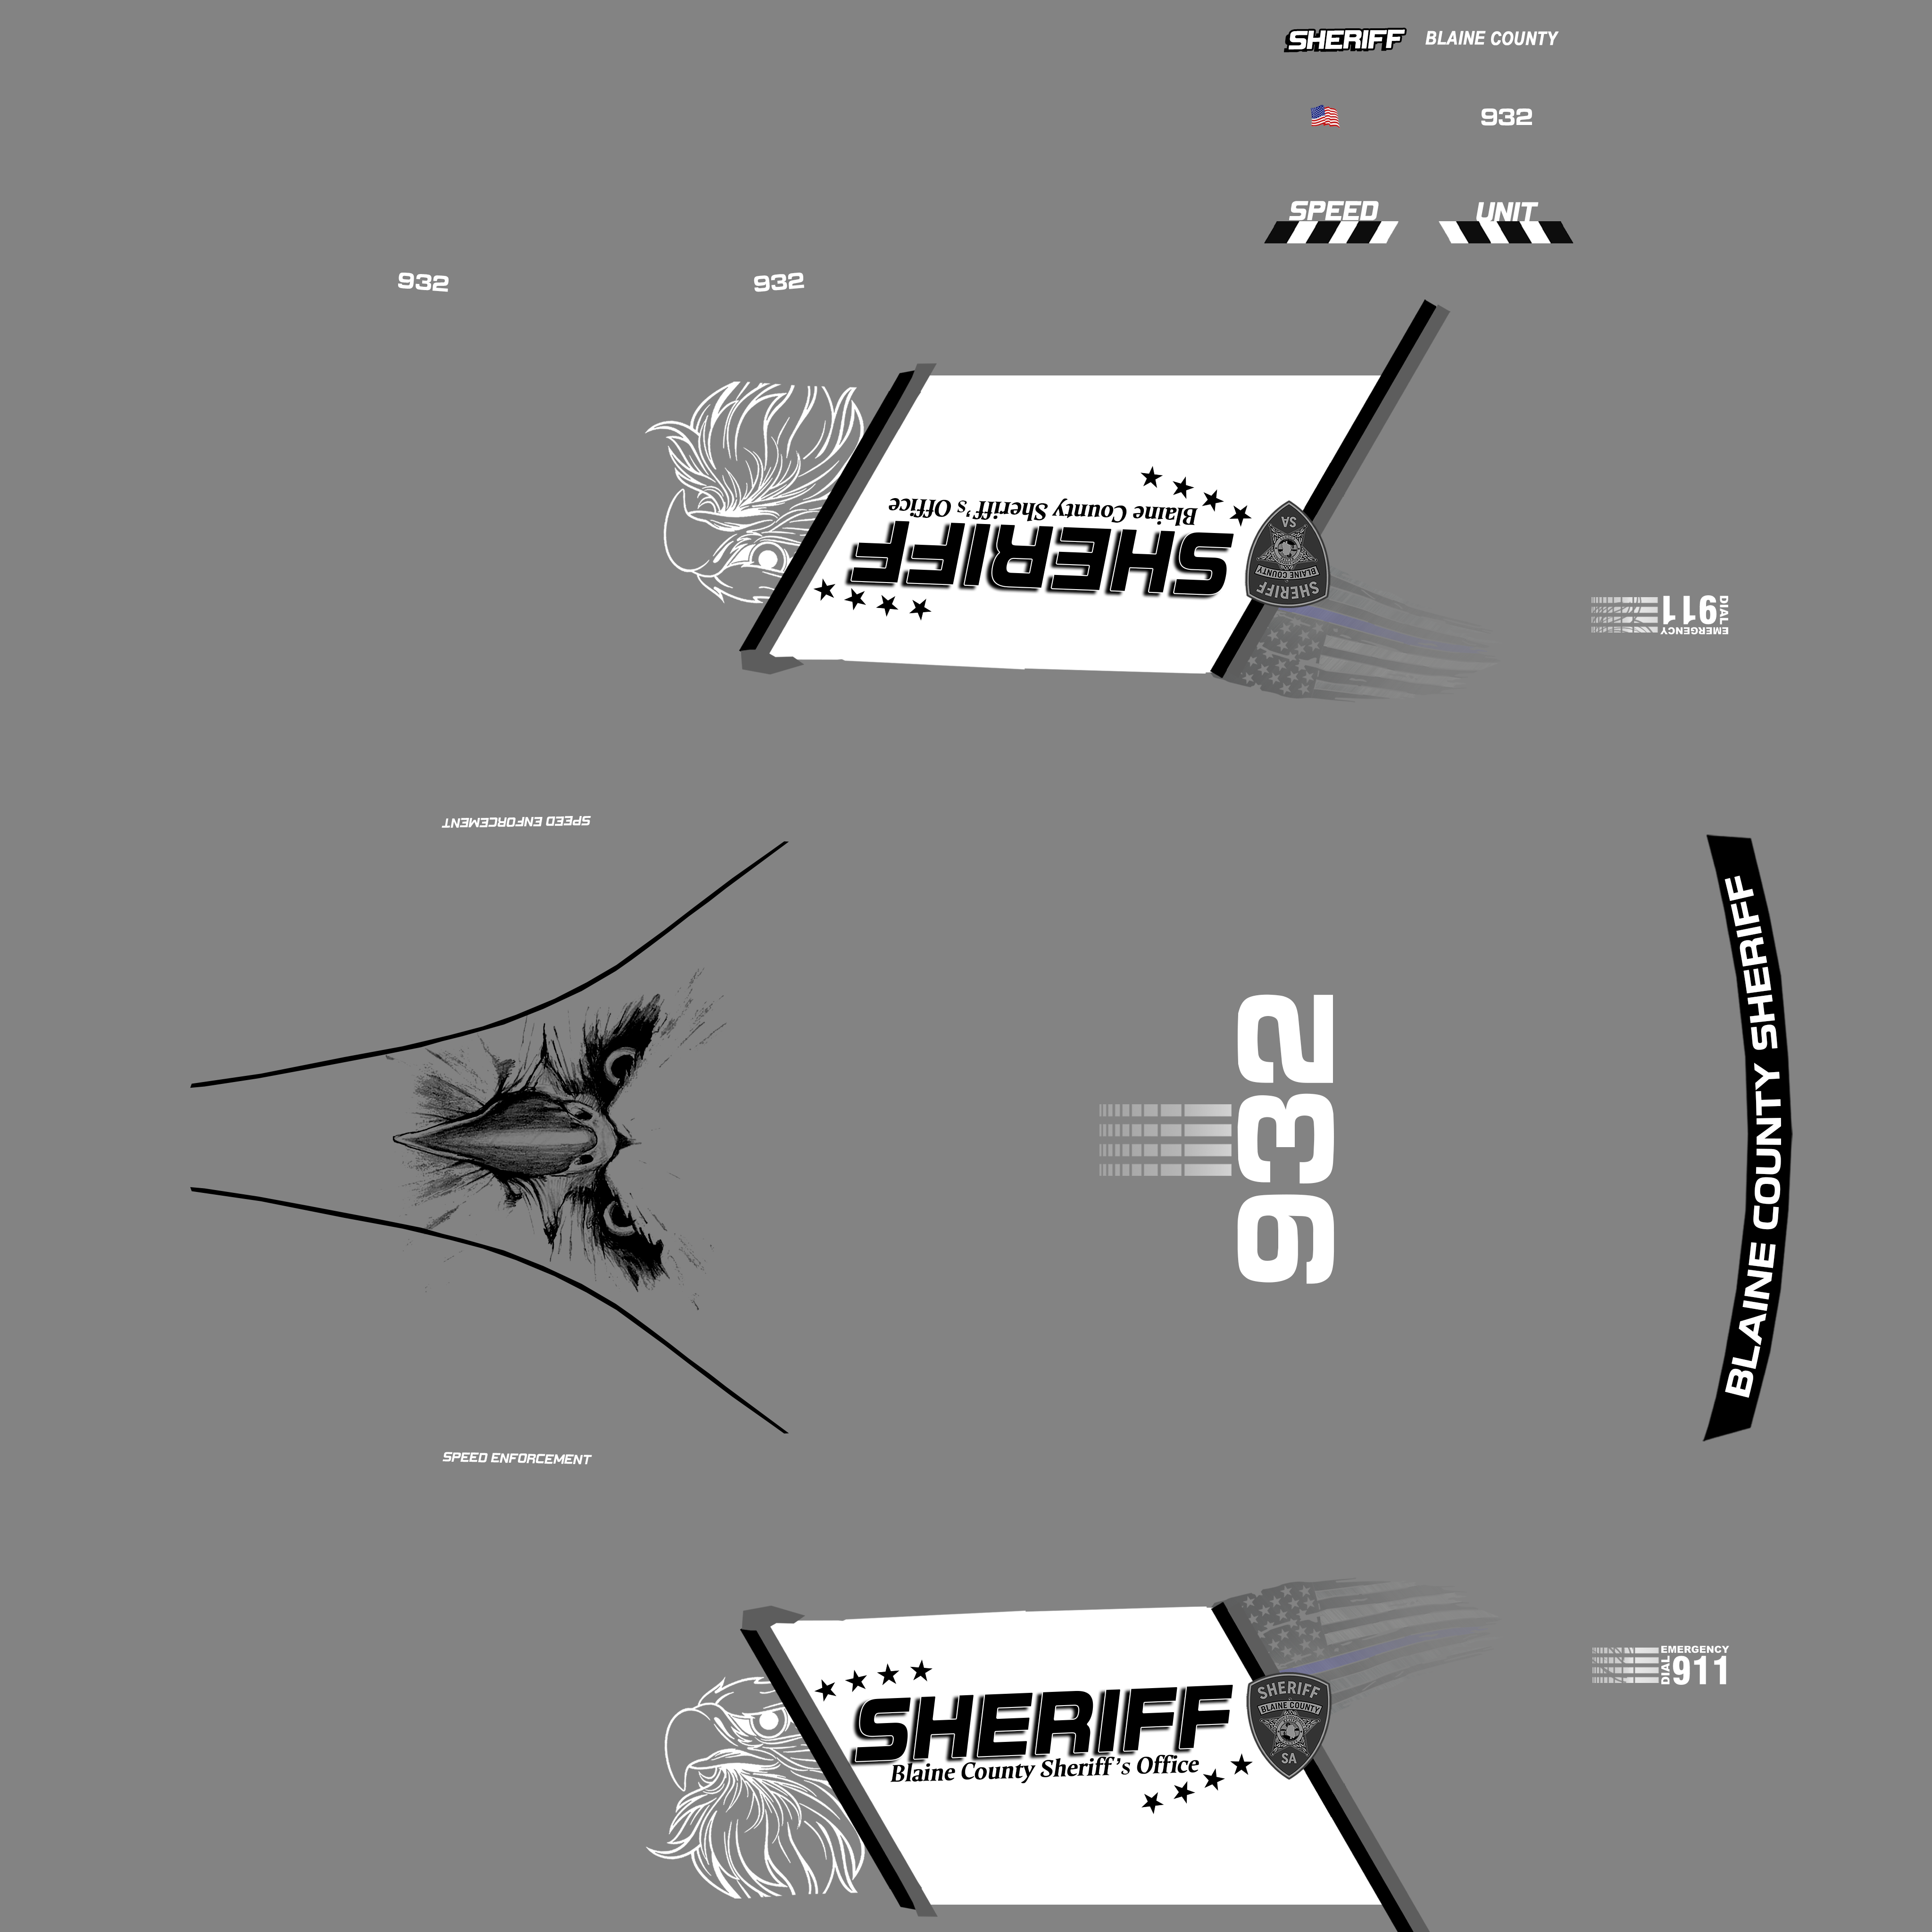 SHERIFF BLAINE COUNTY
932
SPEED UNIT
932 932
Blaine County Sheriff's Office
SHERIFF
SA
BLAINE COUNTY
SHERIFF
DIAL
911
EMERGENCY
SPEED ENFORCEMENT
932
BLAINE COUNTY SHERIFF
SPEED ENFORCEMENT
SHERIFF
Blaine County Sheriff's Office
SHERIFF
BLAINE COUNTY
SA
EMERGENCY
DIAL
911